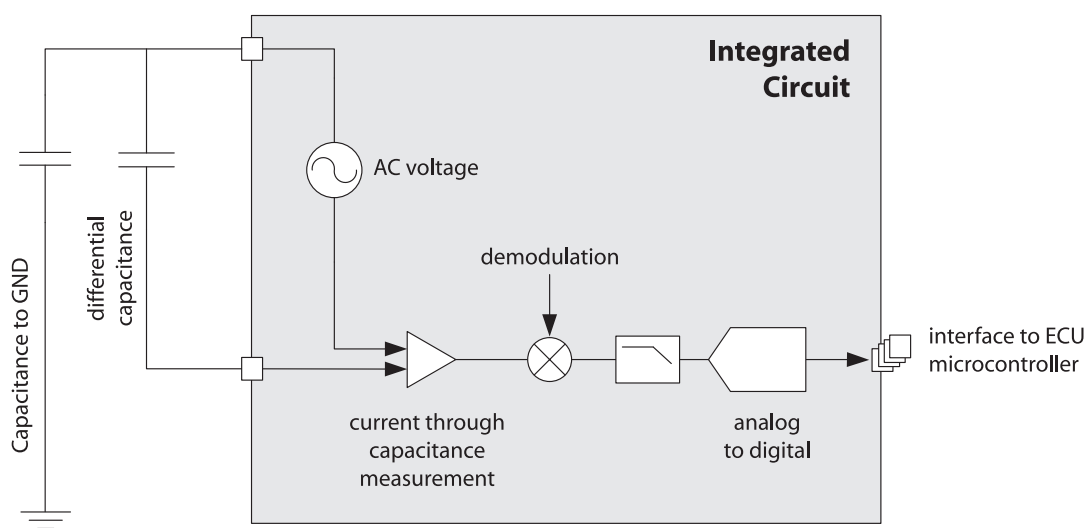 Integrated
Circuit
AC voltage
Capacitance to GND
differential
capacitance
demodulation
interface to ECU
microcontroller
current through
capacitance
measurement
analog
to digital